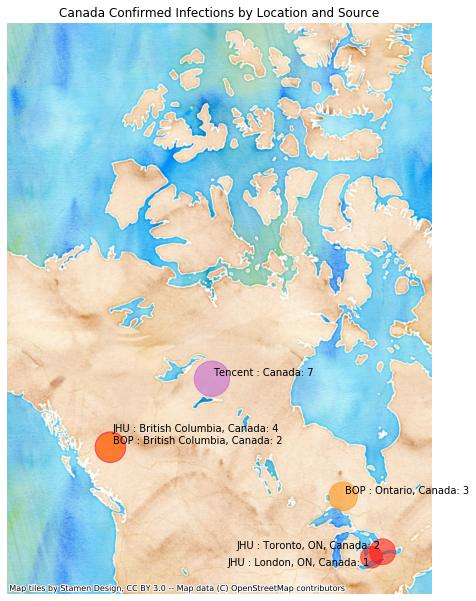 Canada Confirmed Infections by Location and Source
Tencent : Canada: 7
JHU : British Columbia, Canada: 4
BOP : British Columbia, Canada: 2
BOP : Ontario, Canada: 3
JHU : Toronto, ON, Canada: 2
JHU : London, ON, Canada: 1
Map tiles by Stamen Design, CC BY 3.0 -- Map data (C) OpenStreetMap contributors